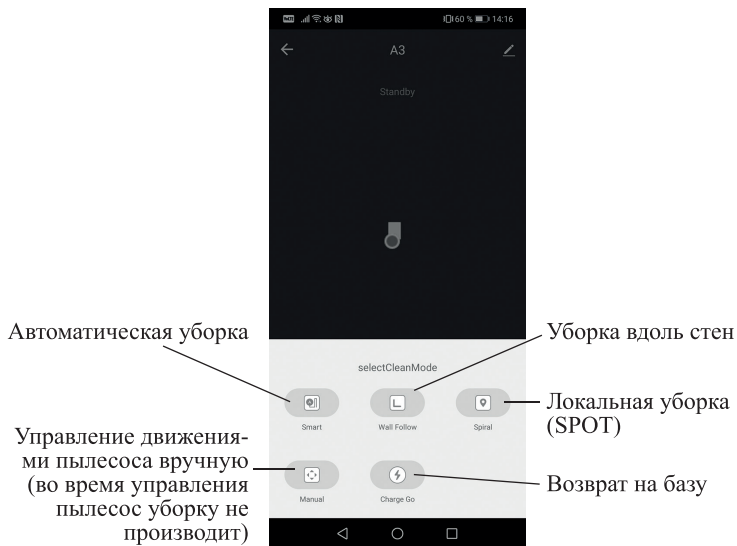 60 % 14:16
A3
Standby
Автоматическая уборка
Уборка вдоль стен
selectCleanMode
Smart
Wall Follow
Spiral
Локальная уборка
(SPOT)
Управление движения-
ми пылесоса вручную
(во время управления
пылесос уборку не
производит)
Manual
Charge Go
Возврат на базу